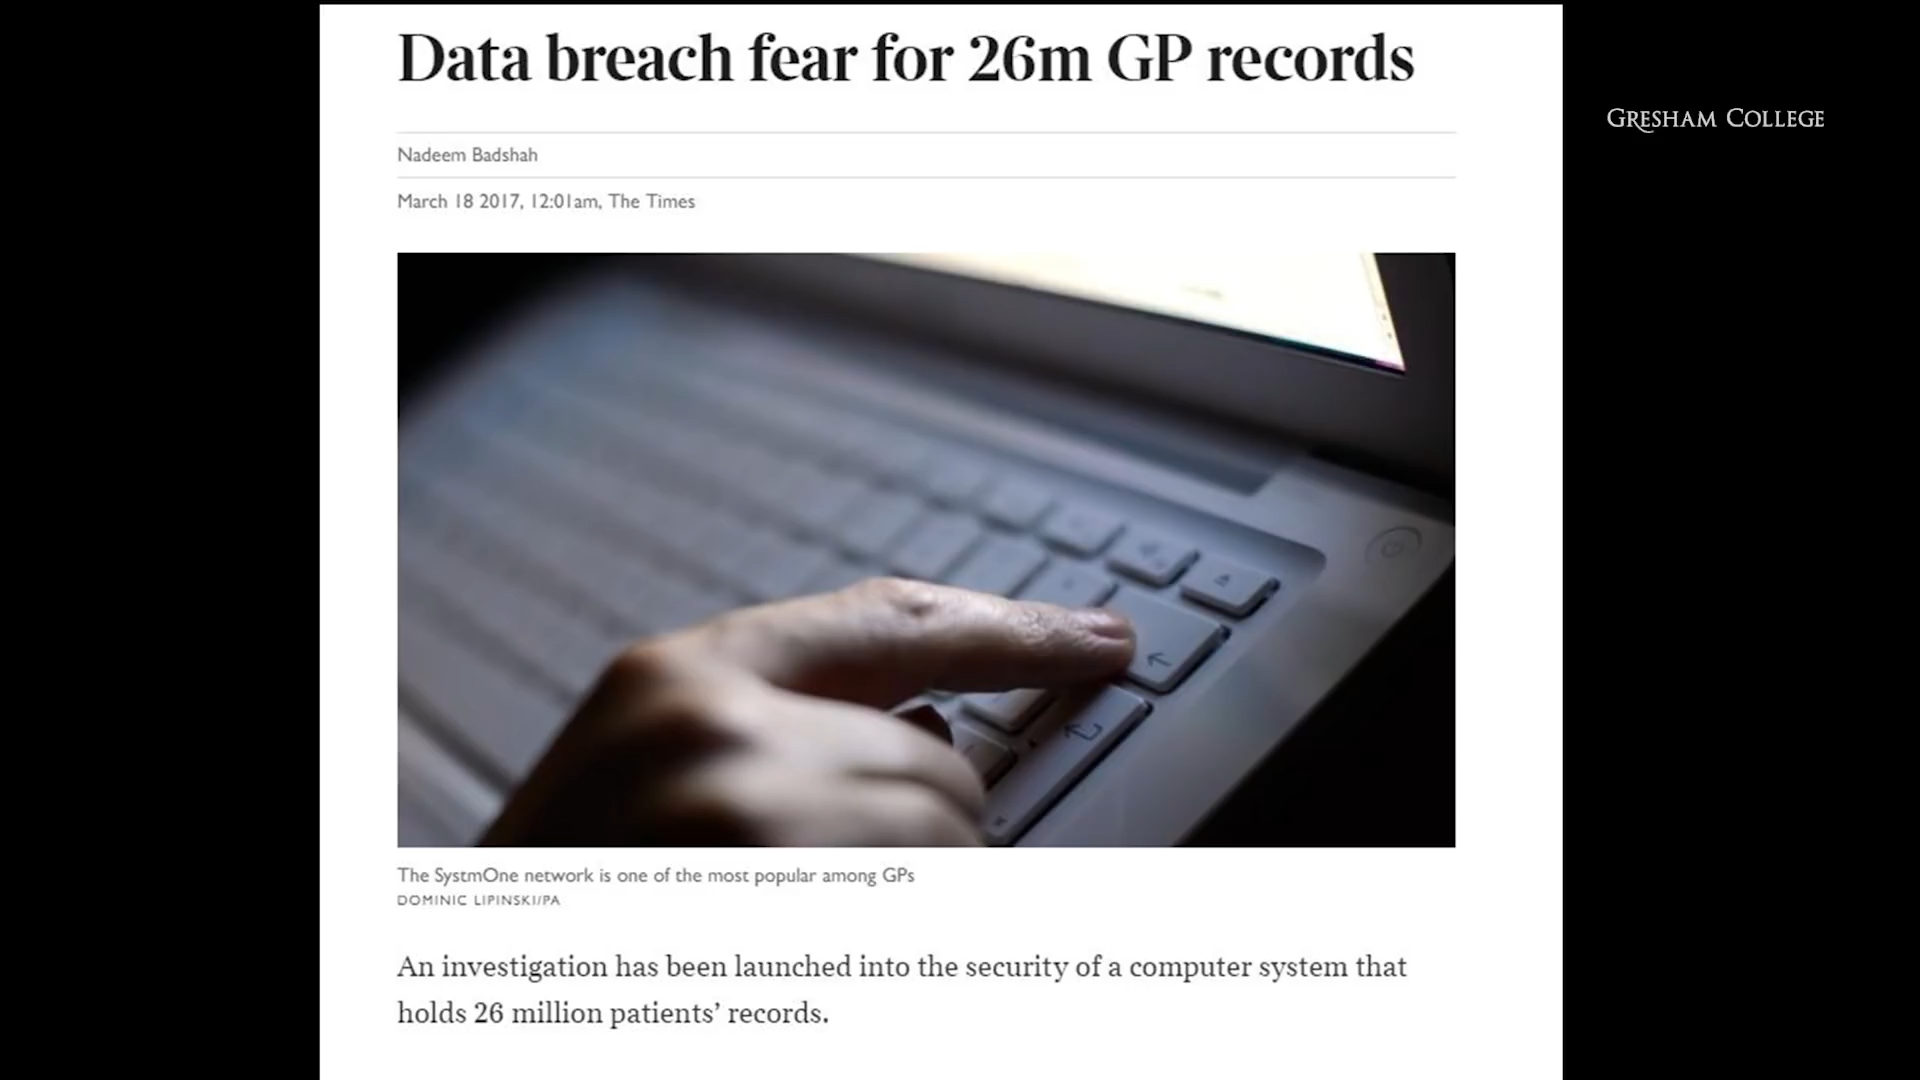 Data breach fear for 26m GP records
GRESHAM COLLEGE
Nadeem Badshah
March 18 2017, 12:01am, The Times
The SystmOne network is one of the most popular among GPs
DOMINIC LIPINSKI/PA
An investigation has been launched into the security of a computer system that
holds 26 million patients’ records.